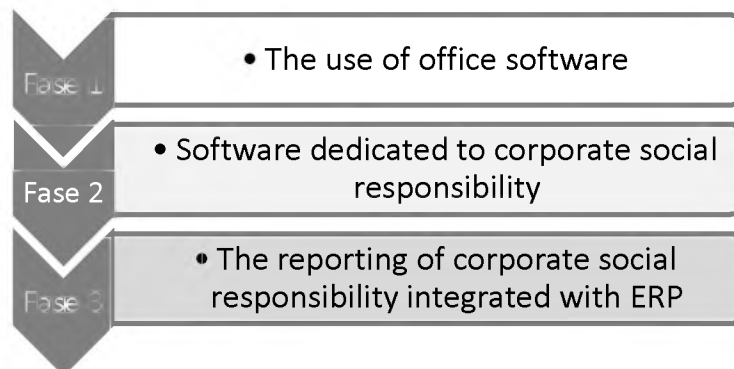 Fase 1
• The use of office software
Fase 2
• Software dedicated to corporate social
responsibility
Fase 3
• The reporting of corporate social
responsibility integrated with ERP